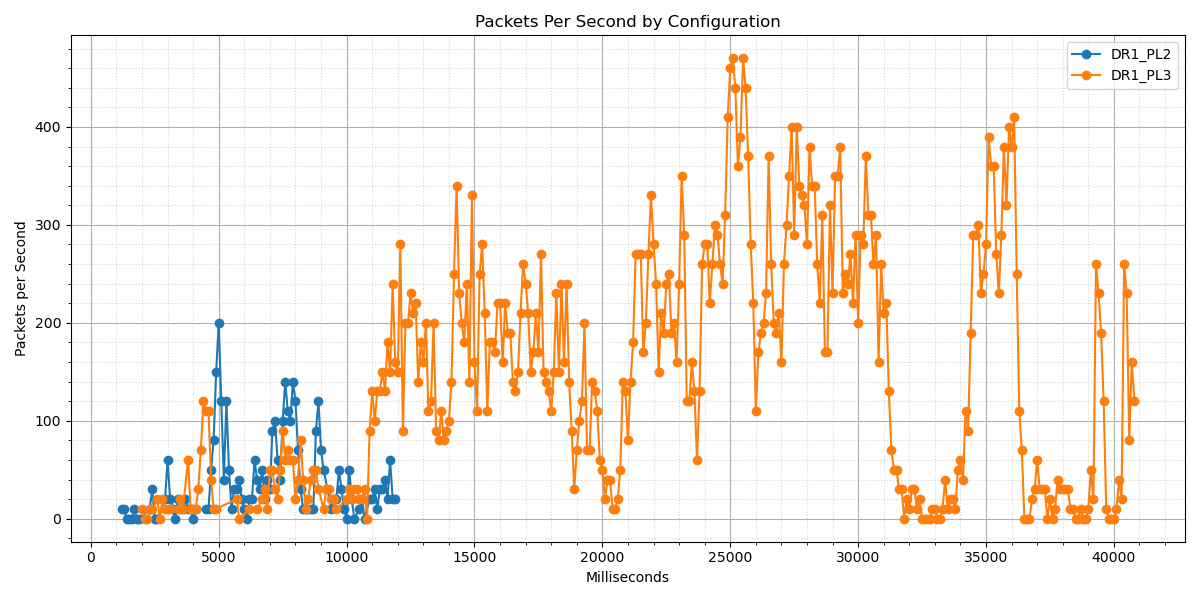 Packets Per Second by Configuration
DR1_PL2
DR1_PL3
Packets per Second
400
300
200
100
0
0 5000 10000 15000 20000 25000 30000 35000 40000
Milliseconds